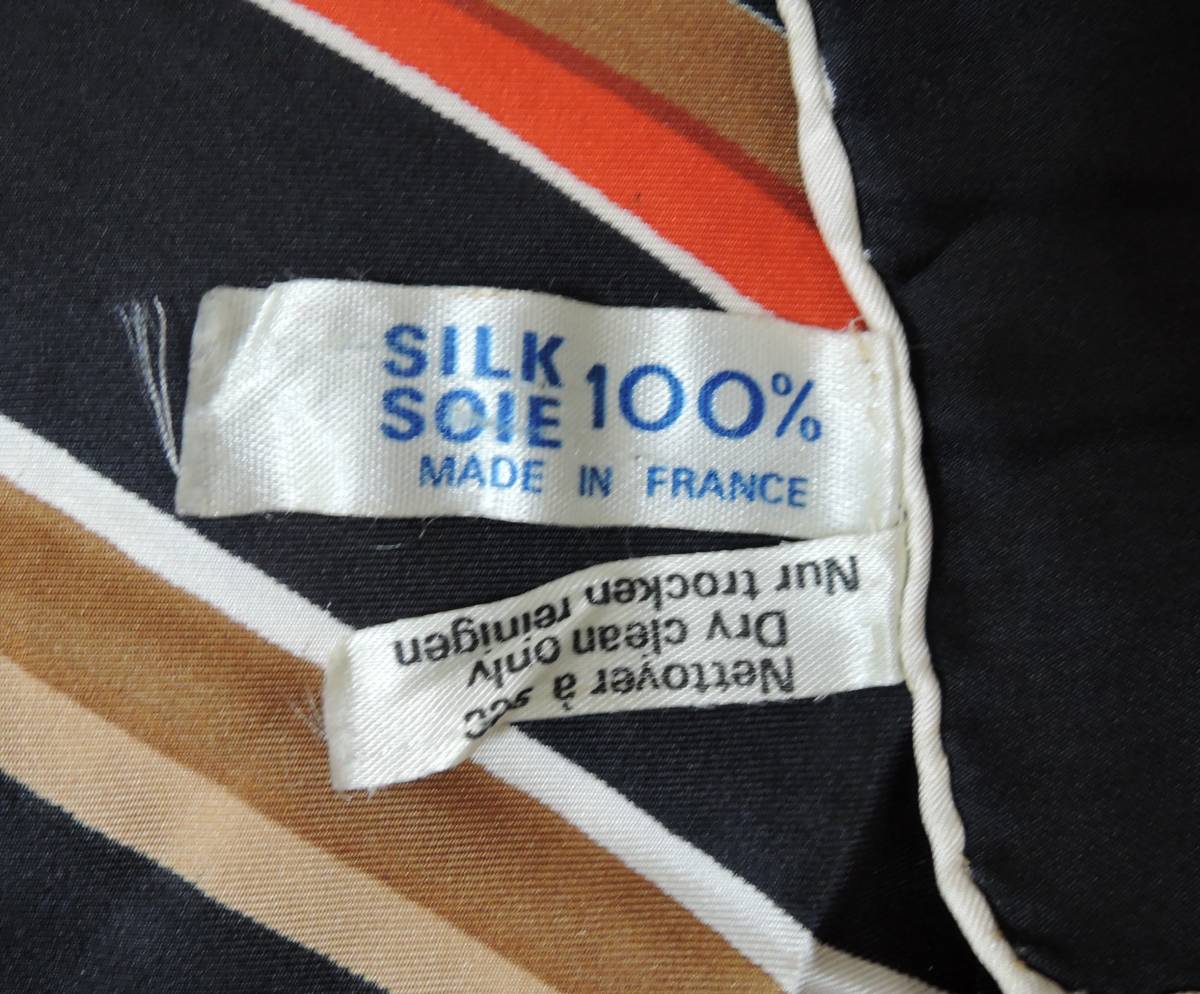 SILK
SOIE 100%
MADE IN FRANCE
Nettoyer à sec
Dry clean only
Nur trocken reinigen